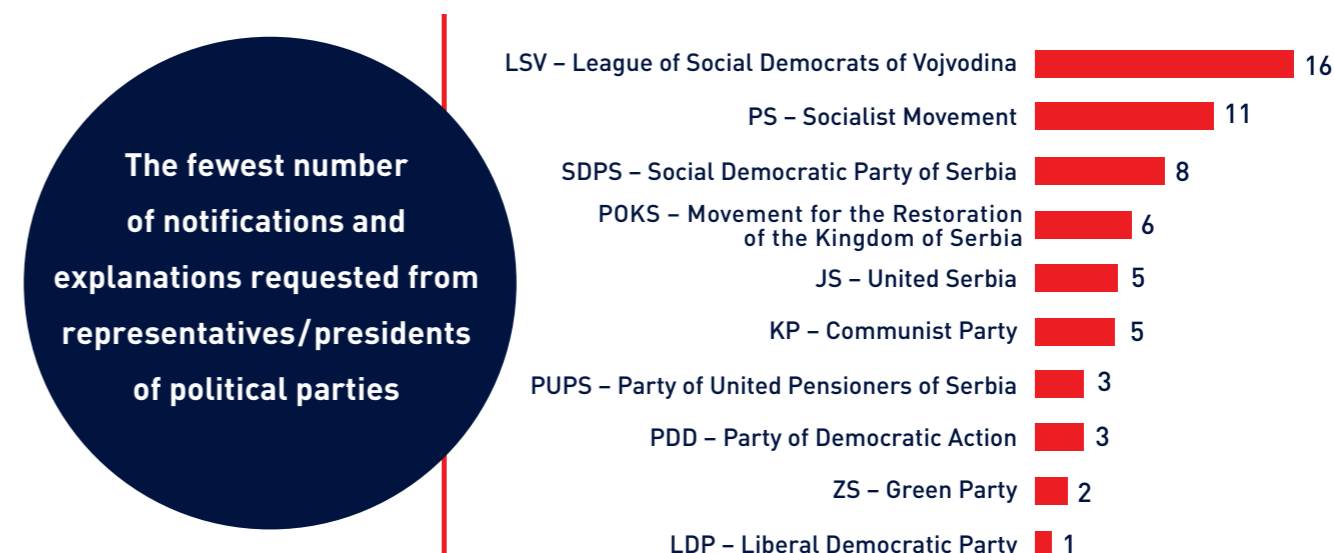 The fewest number
of notifications and
explanations requested from
representatives/presidents
of political parties
LSV – League of Social Democrats of Vojvodina 16
PS – Socialist Movement 11
SDPS – Social Democratic Party of Serbia 8
POKS – Movement for the Restoration
of the Kingdom of Serbia 6
JS – United Serbia 5
KP – Communist Party 5
PUPS – Party of United Pensioners of Serbia 3
PDD – Party of Democratic Action 3
ZS – Green Party 2
LDP – Liberal Democratic Party 1